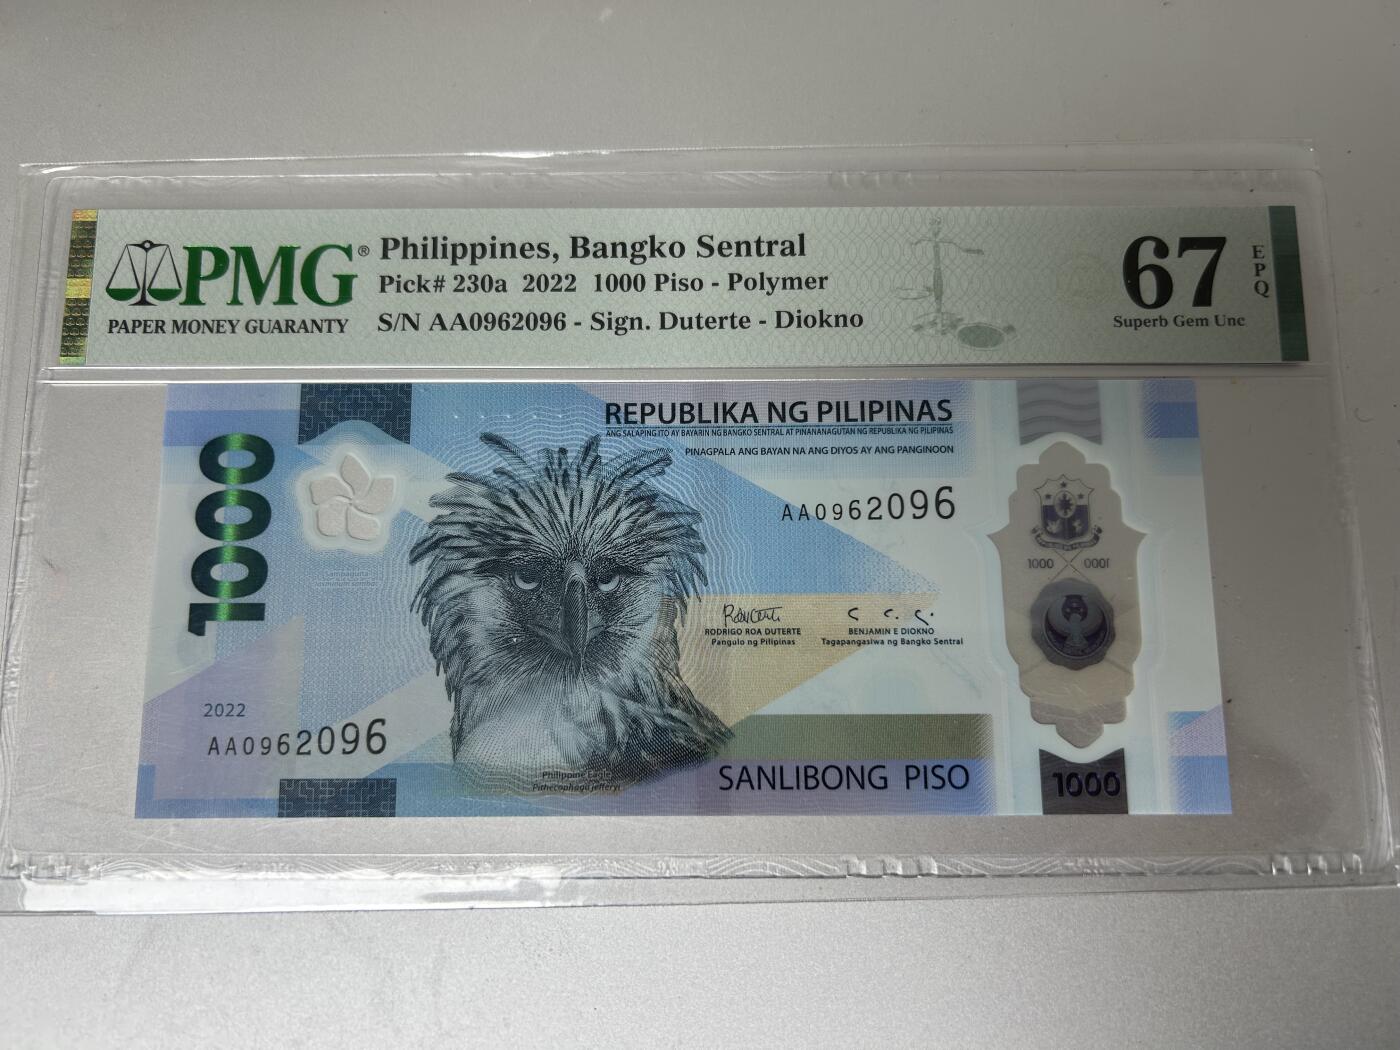 PMG®
PAPER MONEY GUARANTY
Philippines, Bangko Sentral
Pick# 230a 2022 1000 Piso - Polymer
S/N AA0962096 - Sign. Duterte - Diokno
67
EPQ
Superb Gem Unc
REPUBLIKA NG PILIPINAS
ANG SALAPING ITO AY BAYARIN NG BANGKO SENTRAL AT PINANANAGUTAN NG REPUBLIKA NG PILIPINAS
PINAGPALA ANG BAYAN NA ANG DIYOS AY ANG PANGINOON
1000
AA0962096
1000 1000
RODRIGO ROA DUTERTE
Pangulo ng Pilipinas
BENJAMIN E DIOKNO
Tagapangasiwa ng Bangko Sentral
2022
AA0962096
Philippine Eagle
Pithecophaga jefferyi
SANLIBONG PISO
1000